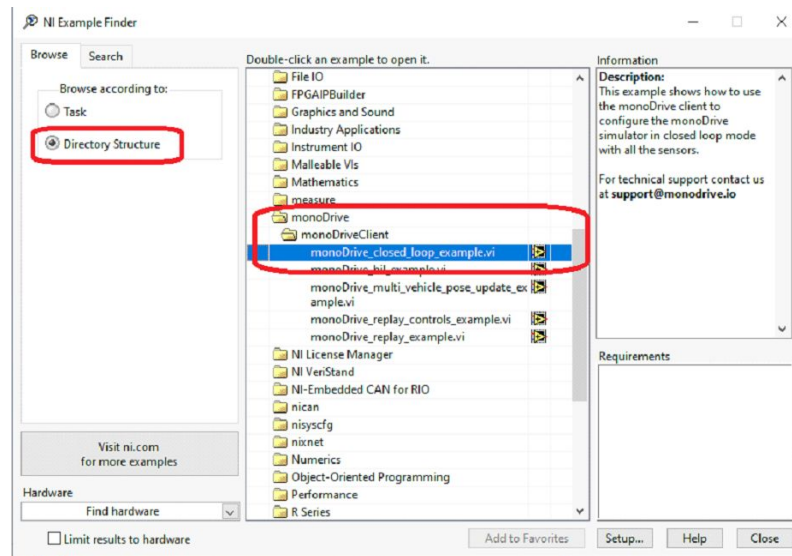 NI Example Finder
Browse
Search
Browse according to:
Task
Directory Structure
Visit ni.com
for more examples
Hardware
Find hardware
Limit results to hardware
Double-click an example to open it.
File IO
FPGAIPBuilder
Graphics and Sound
Industry Applications
Instrument IO
Malleable VIs
Mathematics
measure
monoDrive
monoDriveClient
monoDrive_closed_loop_example.vi
monoDrive_hil_example.vi
monoDrive_multi_vehicle_pose_update_ex
ample.vi
monoDrive_replay_controls_example.vi
monoDrive_replay_example.vi
NI License Manager
NI VeriStand
NI-Embedded CAN for RIO
nican
nisyscfg
nixnet
Numerics
Object-Oriented Programming
Performance
R Series
Information
Description:
This example shows how to use
the monoDrive client to
configure the monoDrive
simulator in closed loop mode
with all the sensors.
For technical support contact us
at support@monodrive.io
Requirements
Add to Favorites
Setup...
Help
Close